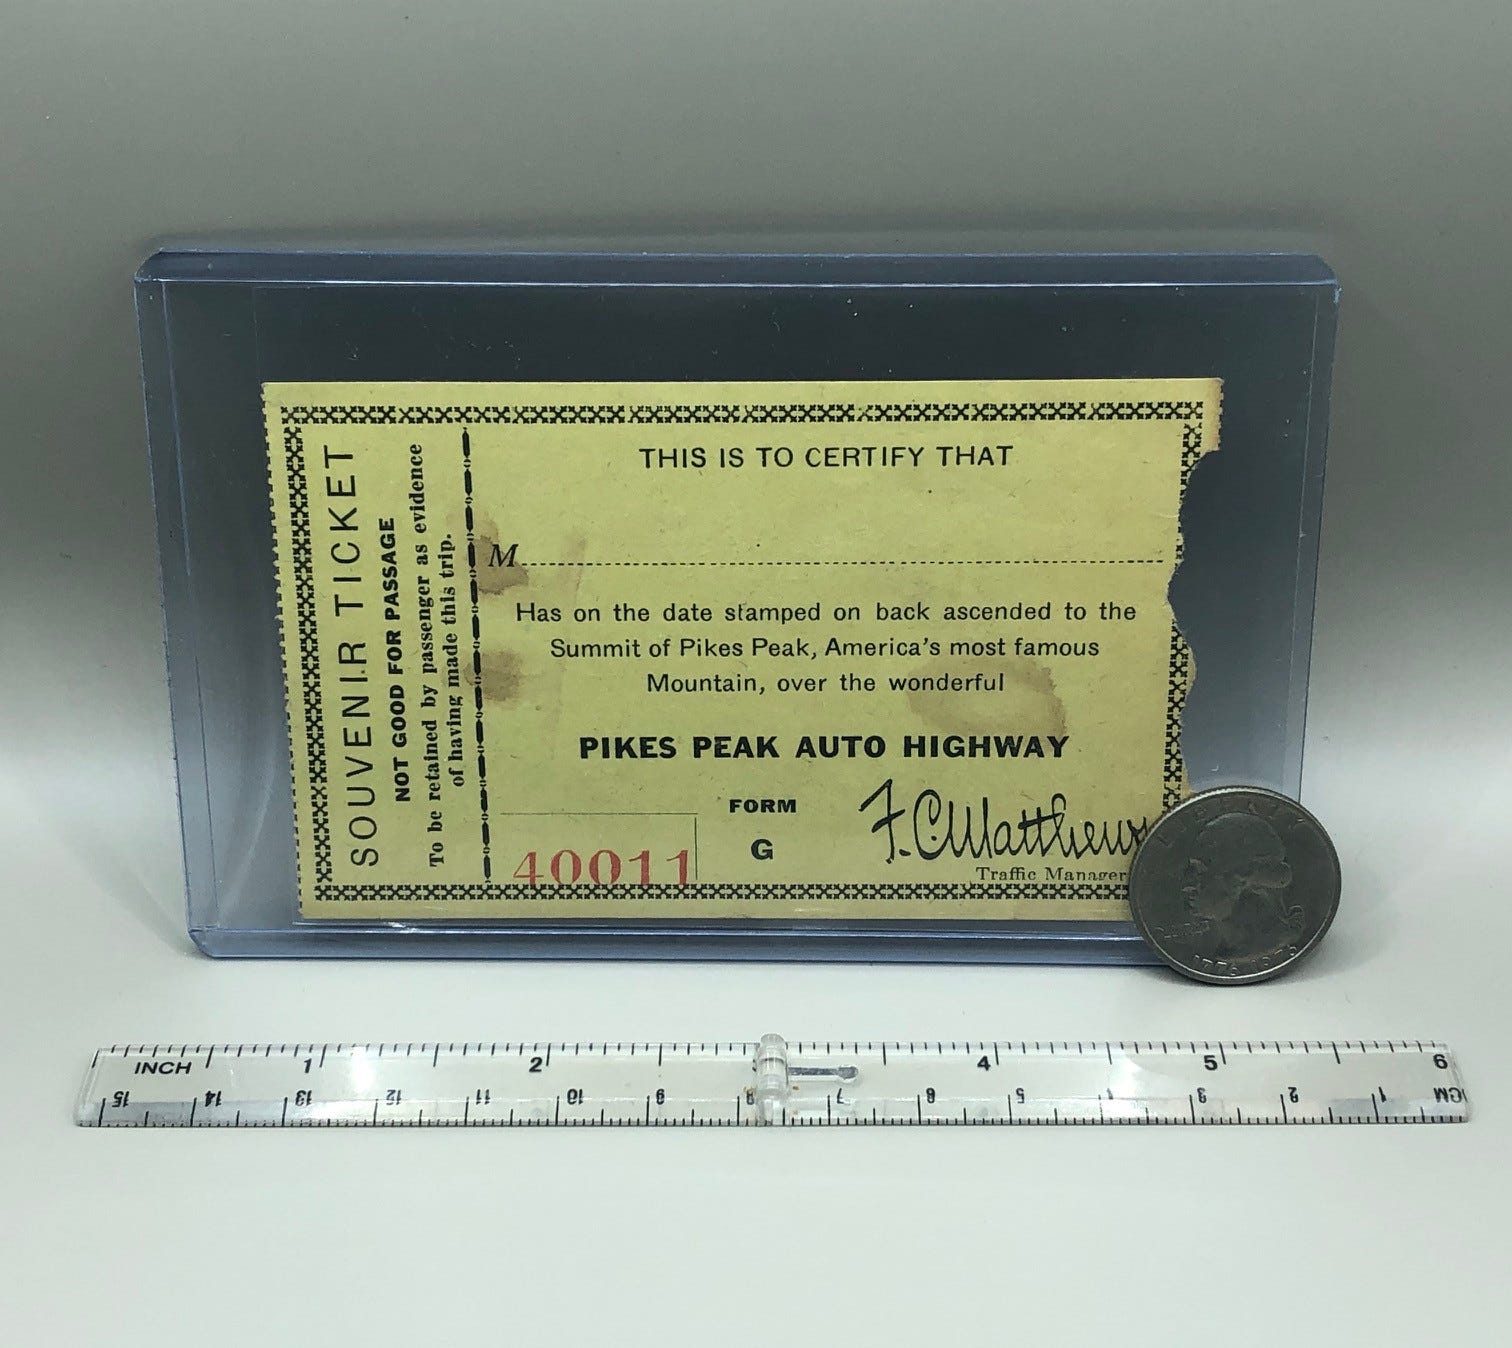 SOUVENIR TICKET
NOT GOOD FOR PASSAGE
To be retained by passenger as evidence
of having made this trip.
THIS IS TO CERTIFY THAT
M
Has on the date stamped on back ascended to the
Summit of Pikes Peak, America's most famous
Mountain, over the wonderful
PIKES PEAK AUTO HIGHWAY
FORM
G
40011
F. C. Matthews
Traffic Manager
LIBERTY
1776-1976
INCH 1 2 4 5 6
15 14 13 12 11 10 9 8 7 6 5 4 3 2 1 CM